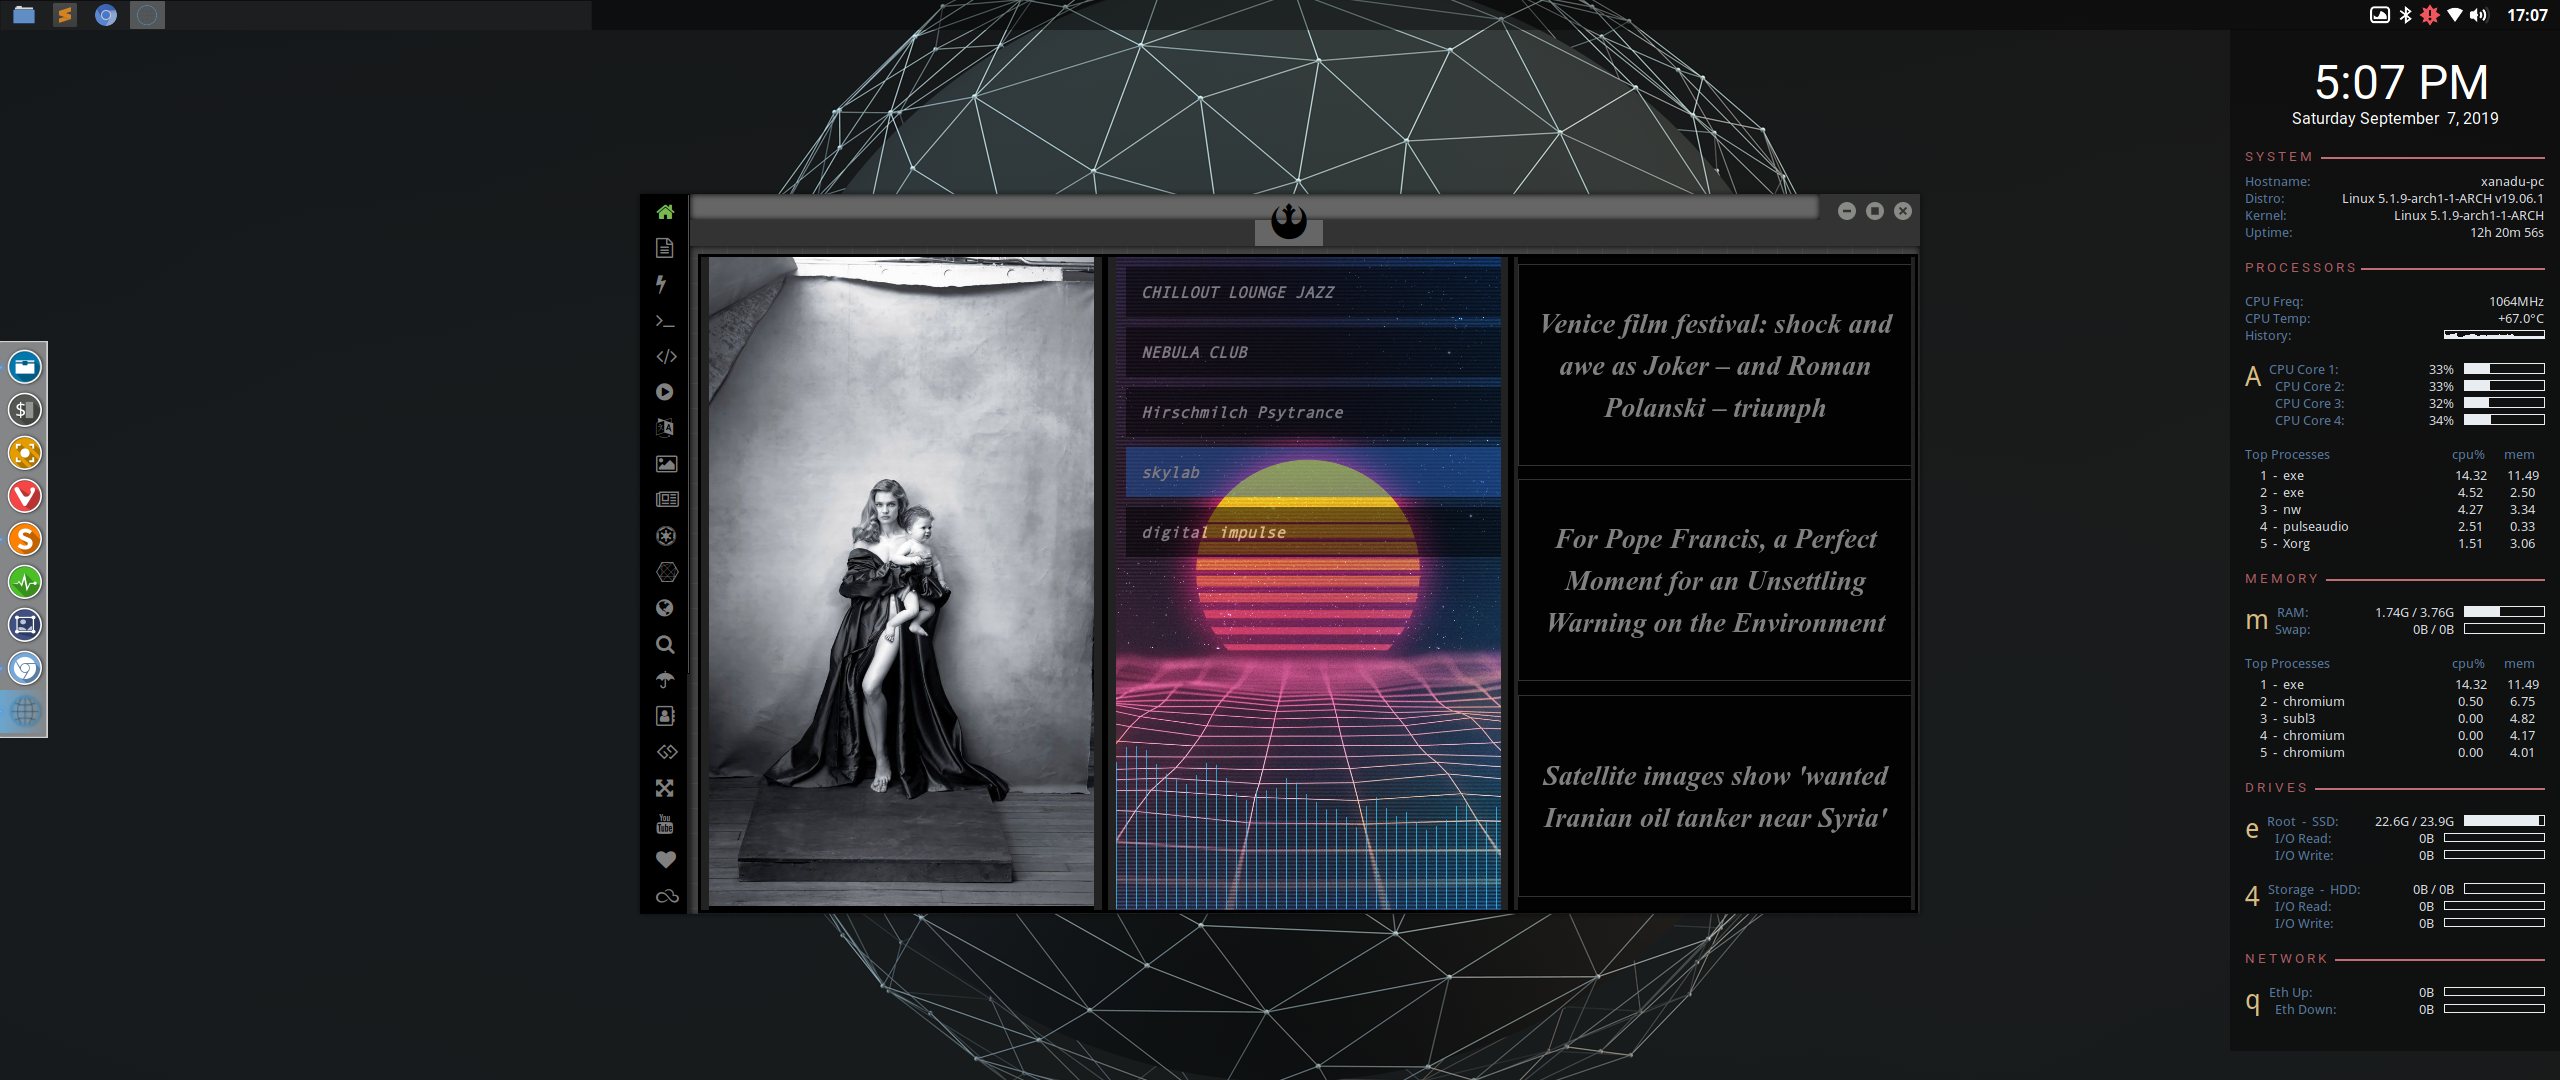 17:07
CHILLOUT LOUNGE JAZZ
NEBULA CLUB
Hirschmilch Psytrance
skylab
digital impulse
Venice film festival: shock and
awe as Joker – and Roman
Polanski – triumph
For Pope Francis, a Perfect
Moment for an Unsettling
Warning on the Environment
Satellite images show 'wanted
Iranian oil tanker near Syria'
You
Tube
5:07 PM
Saturday September 7, 2019
SYSTEM
Hostname: xanadu-pc
Distro: Linux 5.1.9-arch1-1-ARCH v19.06.1
Kernel: Linux 5.1.9-arch1-1-ARCH
Uptime: 12h 20m 56s
PROCESSORS
CPU Freq: 1064MHz
CPU Temp: +67.0°C
History:
A CPU Core 1: 33%
CPU Core 2: 33%
CPU Core 3: 32%
CPU Core 4: 34%
Top Processes cpu% mem
1 - exe 14.32 11.49
2 - exe 4.52 2.50
3 - nw 4.27 3.34
4 - pulseaudio 2.51 0.33
5 - Xorg 1.51 3.06
MEMORY
m RAM: 1.74G / 3.76G
Swap: 0B / 0B
Top Processes cpu% mem
1 - exe 14.32 11.49
2 - chromium 0.50 6.75
3 - subl3 0.00 4.82
4 - chromium 0.00 4.17
5 - chromium 0.00 4.01
DRIVES
e Root - SSD: 22.6G / 23.9G
I/O Read: 0B
I/O Write: 0B
4 Storage - HDD: 0B / 0B
I/O Read: 0B
I/O Write: 0B
NETWORK
q Eth Up: 0B
Eth Down: 0B